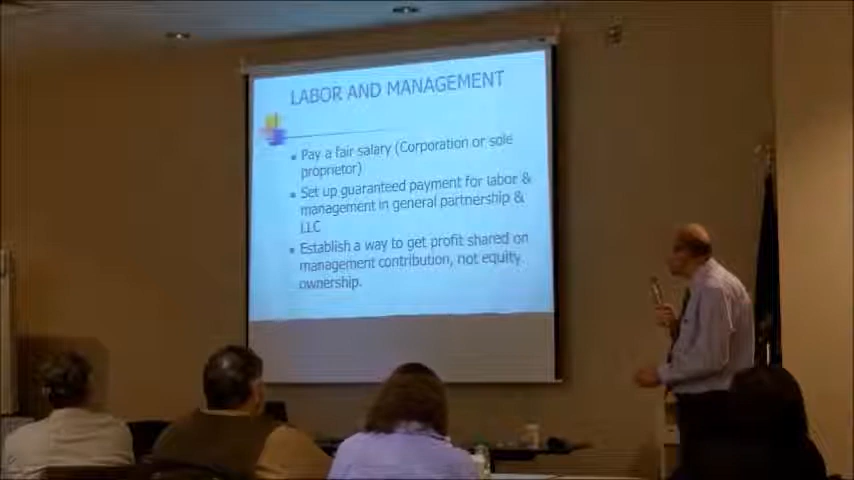 LABOR AND MANAGEMENT
Pay a fair salary (Corporation or sole
proprietor)
Set up guaranteed payment for labor &
management in general partnership &
LLC
Establish a way to get profit shared on
management contribution, not equity
ownership.